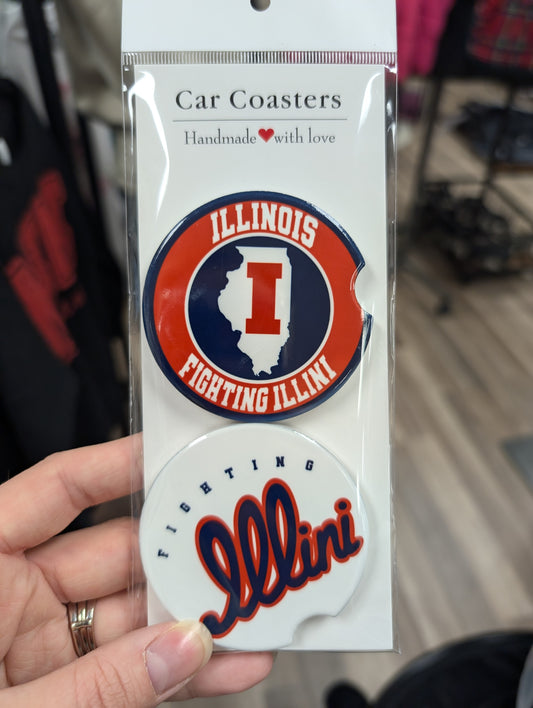 Car Coasters
Handmade ❤ with love
ILLINOIS
I
FIGHTING ILLINI
FIGHTING
Illini